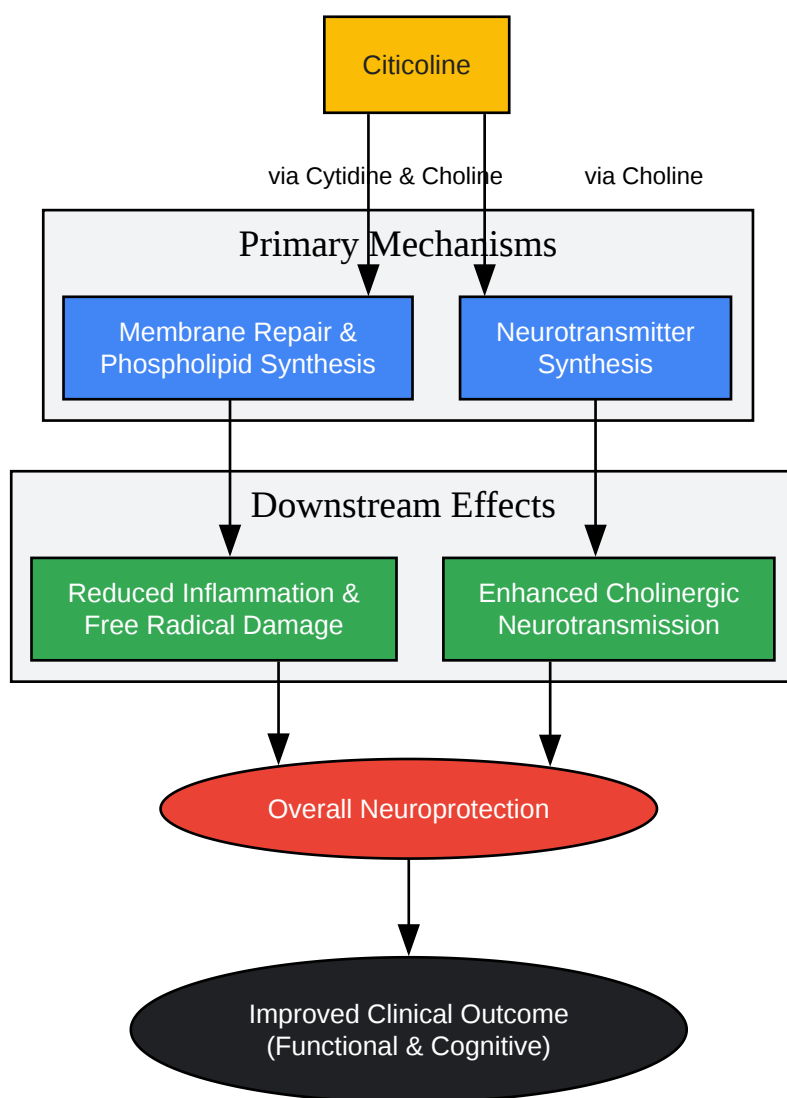 Citicoline
via Cytidine & Choline
via Choline
Primary Mechanisms
Membrane Repair &
Phospholipid Synthesis
Neurotransmitter
Synthesis
Downstream Effects
Reduced Inflammation &
Free Radical Damage
Enhanced Cholinergic
Neurotransmission
Overall Neuroprotection
Improved Clinical Outcome
(Functional & Cognitive)